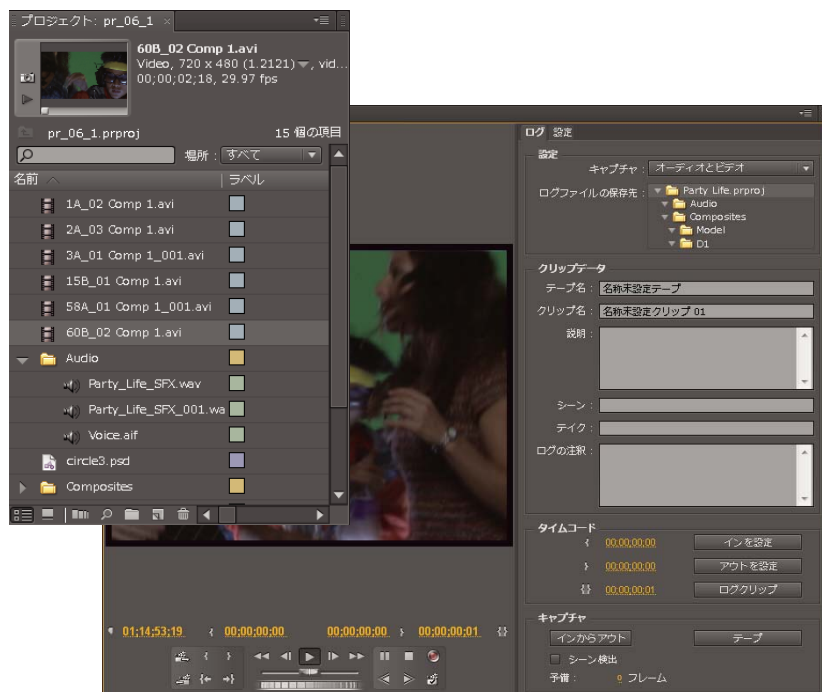 プロジェクト: pr_06_1
60B_02 Comp 1.avi
Video, 720 x 480 (1.2121), vid...
00;00;02;18, 29.97 fps
pr_06_1.prproj 15 個の項目
場所 : すべて
名前 ラベル
1A_02 Comp 1.avi
2A_03 Comp 1.avi
3A_01 Comp 1_001.avi
15B_01 Comp 1.avi
58A_01 Comp 1_001.avi
60B_02 Comp 1.avi
Audio
Party_Life_SFX.wav
Party_Life_SFX_001.wa
Voice.aif
circle3.psd
Composites
ログ 設定
設定
キャプチャ : オーディオとビデオ
ログファイルの保存先 : Party Life.prproj
Audio
Composites
Model
D1
クリップデータ
テープ名 : 名称未設定テープ
クリップ名 : 名称未設定クリップ 01
説明 :
シーン :
テイク :
ログの注釈 :
タイムコード
{ 00;00;00;00 インを設定
} 00;00;00;00 アウトを設定
{} 00;00;00;01 ログクリップ
キャプチャ
インからアウト テープ
シーン検出
予備 : 0 フレーム
01;14;53;19 { 00;00;00;00 00;00;00;00 } 00;00;00;01 {}